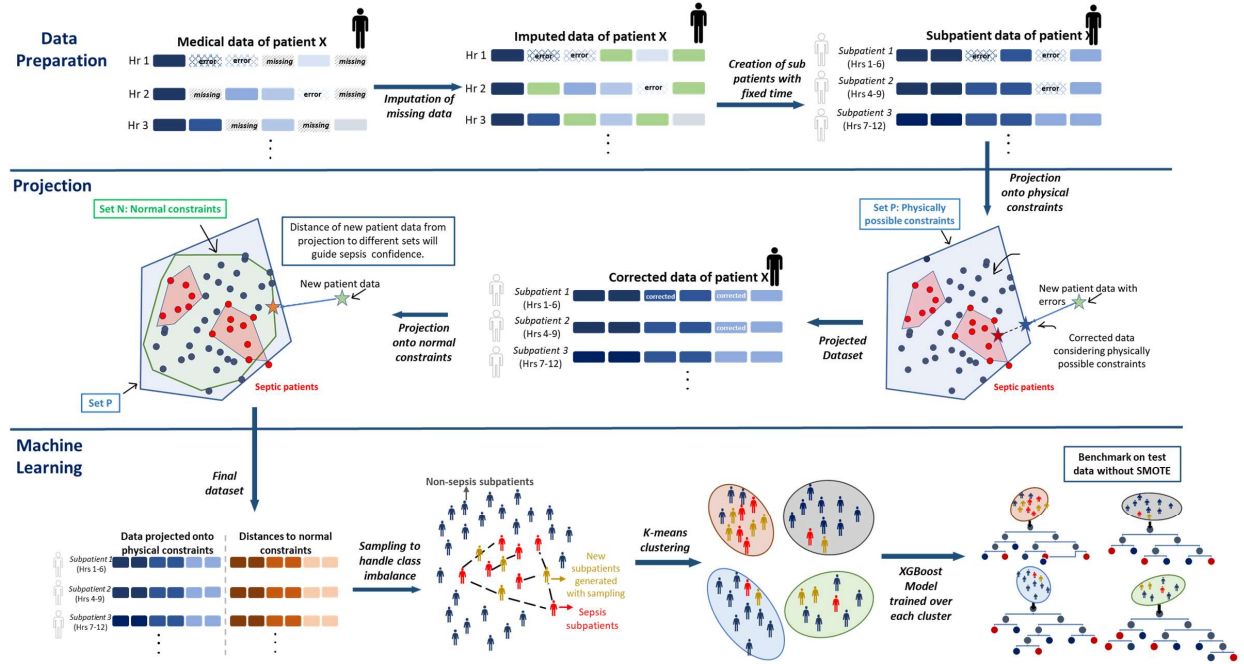 Data
Preparation
Medical data of patient X
Hr 1
error
error
missing
missing
Hr 2
missing
error
missing
Hr 3
missing
missing
Imputation of
missing data
Imputed data of patient X
Hr 1
error
error
Hr 2
error
Hr 3
Creation of sub
patients with
fixed time
Subpatient data of patient X
Subpatient 1
(Hrs 1-6)
error
error
Subpatient 2
(Hrs 4-9)
error
Subpatient 3
(Hrs 7-12)
Projection
Projection
onto physical
constraints
Set N: Normal constraints
Distance of new patient data from
projection to different sets will
guide sepsis confidence.
New patient data
Septic patients
Set P
Projection
onto normal
constraints
Corrected data of patient X
Subpatient 1
(Hrs 1-6)
corrected
corrected
Subpatient 2
(Hrs 4-9)
corrected
Subpatient 3
(Hrs 7-12)
Projected
Dataset
Set P: Physically
possible constraints
New patient data with
errors
Corrected data
considering physically
possible constraints
Septic patients
Machine
Learning
Final
dataset
Data projected onto
physical constraints
Distances to normal
constraints
Subpatient 1
(Hrs 1-6)
Subpatient 2
(Hrs 4-9)
Subpatient 3
(Hrs 7-12)
Sampling to
handle class
imbalance
Non-sepsis subpatients
New
subpatients
generated
with sampling
Sepsis
subpatients
K-means
clustering
XGBoost
Model
trained over
each cluster
Benchmark on test
data without SMOTE